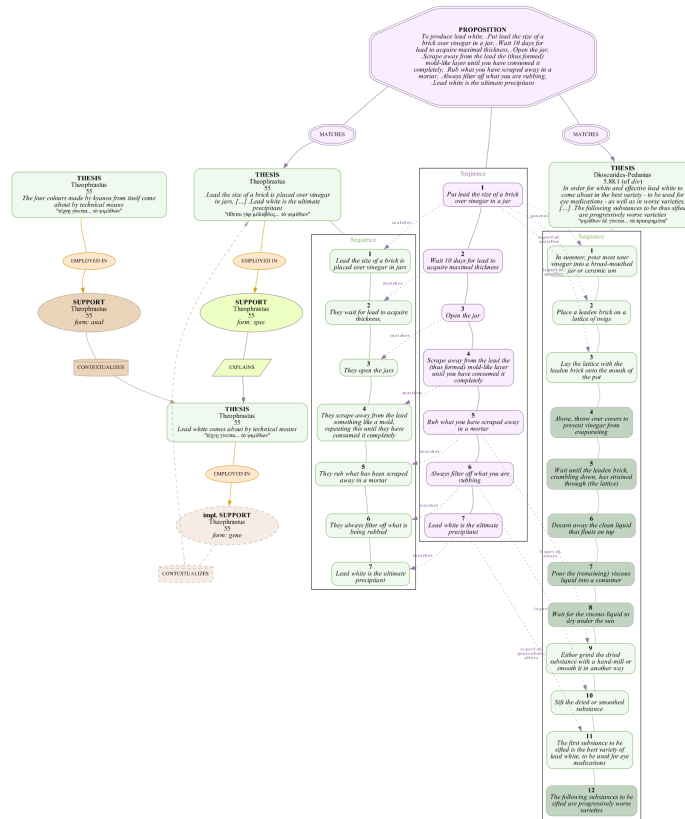 PROPOSITION
To produce lead white, .Put lead the size of a
brick over vinegar in a jar, .Wait 10 days for
lead to acquire maximal thickness, .Open the jar,
.Scrape away from the lead the (thus formed)
mold-like layer until you have consumed it
completely, .Rub what you have scraped away in a
mortar, .Always filter off what you are rubbing,
.Lead white is the ultimate precipitant
MATCHES
MATCHES
THESIS
Theophrastus
55
The four colours made by kyanos from itself come
about by technical means
"τέχνη γίνεται... τὸ ψιμύθιον"
THESIS
Theophrastus
55
.Lead the size of a brick is placed over vinegar
in jars, [...] .Lead white is the ultimate
precipitant
THESIS
Dioscurides-Pedanius
5.88.1 (of div)
In order for white and effective lead white to
come about in the best variety - to be used for
eye medications - as well as in worse varieties,
[...] .The following substances to be thus sifted
are progressively worse varieties
EMPLOYED IN
EMPLOYED IN
SUPPORT
Theophrastus
55
form: anal
SUPPORT
Theophrastus
55
form: spec
CONTEXTUALIZES
EXPLAINS
THESIS
Theophrastus
55
Lead white comes about by technical means
"τέχνη γίνεται... τὸ ψιμύθιον"
EMPLOYED IN
impl. SUPPORT
Theophrastus
55
form: gene
CONTEXTUALIZES
Sequence
1
Lead the size of a brick is
placed over vinegar in jars
2
They wait for lead to acquire
thickness,
3
They open the jars
4
They scrape away from the lead
something like a mold,
repeating this until they have
consumed it completely
5
They rub what has been scraped
away in a mortar
6
They always filter off what is
being rubbed
7
Lead white is the ultimate
precipitant
Sequence
1
Put lead the size of a brick
over vinegar in a jar
2
Wait 10 days for lead to
acquire maximal thickness
3
Open the jar
4
Scrape away from the lead the
(thus formed) mold-like layer
until you have consumed it
completely
5
Rub what you have scraped away
in a mortar
6
Always filter off what you are
rubbing
7
Lead white is the ultimate
precipitant
Sequence
1
In summer, pour most sour
vinegar into a broad-mouthed
jar or ceramic urn
2
Place a leaden brick on a
lattice of twigs
3
Lay the lattice with the
leaden brick onto the mouth of
the pot
4
Above, throw over covers to
prevent vinegar from
evaporating
5
Wait until the leaden brick,
crumbling down, has strained
through (the lattice)
6
Decant away the clean liquid
that floats on top
7
Pour the (remaining) viscous
liquid into a container
8
Wait for the viscous liquid to
dry under the sun
9
Either grind the dried
substance with a hand-mill or
smooth it in another way
10
Sift the dried or smoothed
substance
11
The first substance to be
sifted is the best variety of
lead white, to be used for eye
medications
12
The following substances to be
sifted are progressively worse
varieties
matches,
matches,
matches,
matches,
matches,
matches,
matches,
is part of,
generalises,
alters